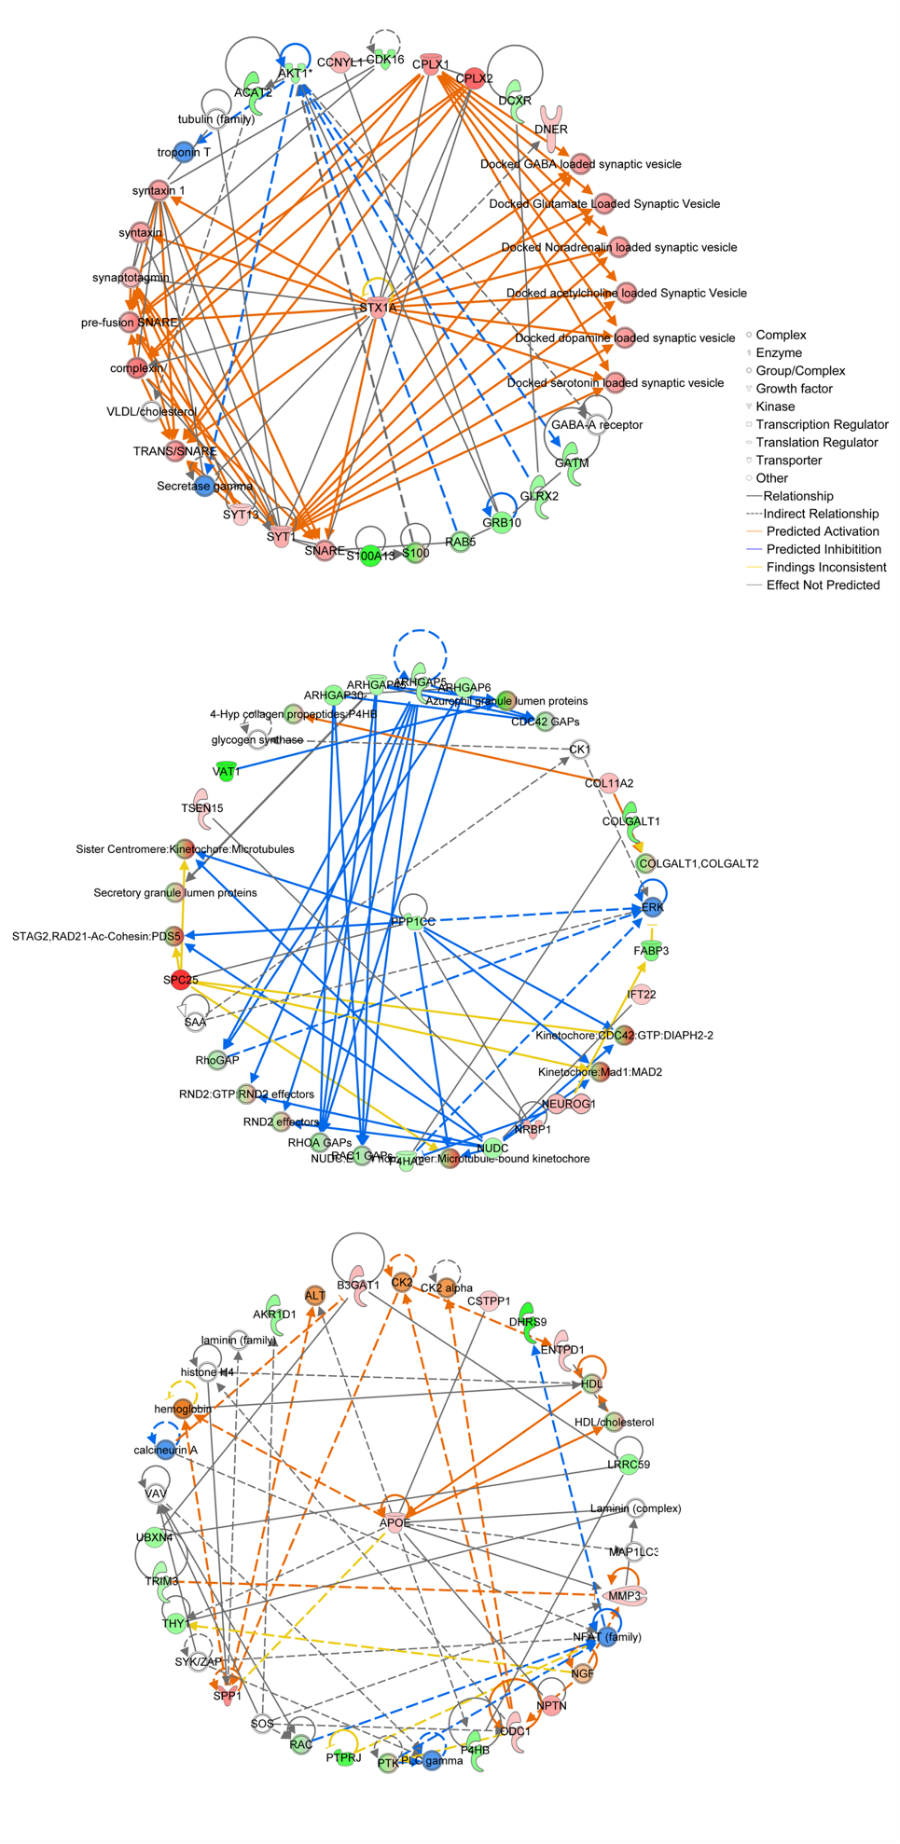 CCNYL1
CDK16
CPLX1
AKT1*
CPLX2
ACAT2
DCXR
tubulin (family)
DNER
troponin T
Docked GABA loaded synaptic vesicle
syntaxin 1
Docked Glutamate Loaded Synaptic Vesicle
syntaxin
Docked Noradrenalin loaded synaptic vesicle
synaptotagmin
Docked acetylcholine loaded Synaptic Vesicle
STX1A
pre-fusion SNARE
Docked dopamine loaded synaptic vesicle
complexin
Docked serotonin loaded synaptic vesicle
VLDL/cholesterol
GABA-A receptor
TRANS/SNARE
GATM
Secretase gamma
GLRX2
SYT13
GRB10
SYT1
RAB5
SNARE
S100A13
S100
Complex
Enzyme
Group/Complex
Growth factor
Kinase
Transcription Regulator
Translation Regulator
Transporter
Other
Relationship
Indirect Relationship
Predicted Activation
Predicted Inhibitition
Findings Inconsistent
Effect Not Predicted
ARHGAP5
ARHGAP6
ARHGAP30
Azurophil granule lumen proteins
4-Hyp collagen propeptides:P4HB
CDC42 GAPs
glycogen synthase
CK1
VAT1
COL11A2
TSEN15
COLGALT1
Sister Centromere:Kinetochore:Microtubules
COLGALT1,COLGALT2
Secretory granule lumen proteins
ERK
PPP1CC
STAG2,RAD21-Ac-Cohesin:PDS5
FABP3
SPC25
IFT22
SAA
Kinetochore:CDC42:GTP:DIAPH2-2
RhoGAP
Kinetochore:Mad1:MAD2
RND2:GTP:RND2 effectors
NEUROG1
RND2 effectors
NRBP1
RHOA GAPs
NUDC
RAC1 GAPs
P4HA2
Microtubule-bound kinetochore
B3GAT1
CK2
CK2 alpha
ALT
CSTPP1
AKR1D1
DHRS9
laminin (family)
ENTPD1
histone H4
HDL
hemoglobin
HDL/cholesterol
calcineurin A
LRRC59
VAV
Laminin (complex)
APOE
UBXN4
TRIM3
MMP3
THY1
NFAT (family)
SYK/ZAP
NGF
SPP1
NPTN
SOS
ODC1
RAC
P4HB
PTPRJ
PTK
PLC gamma